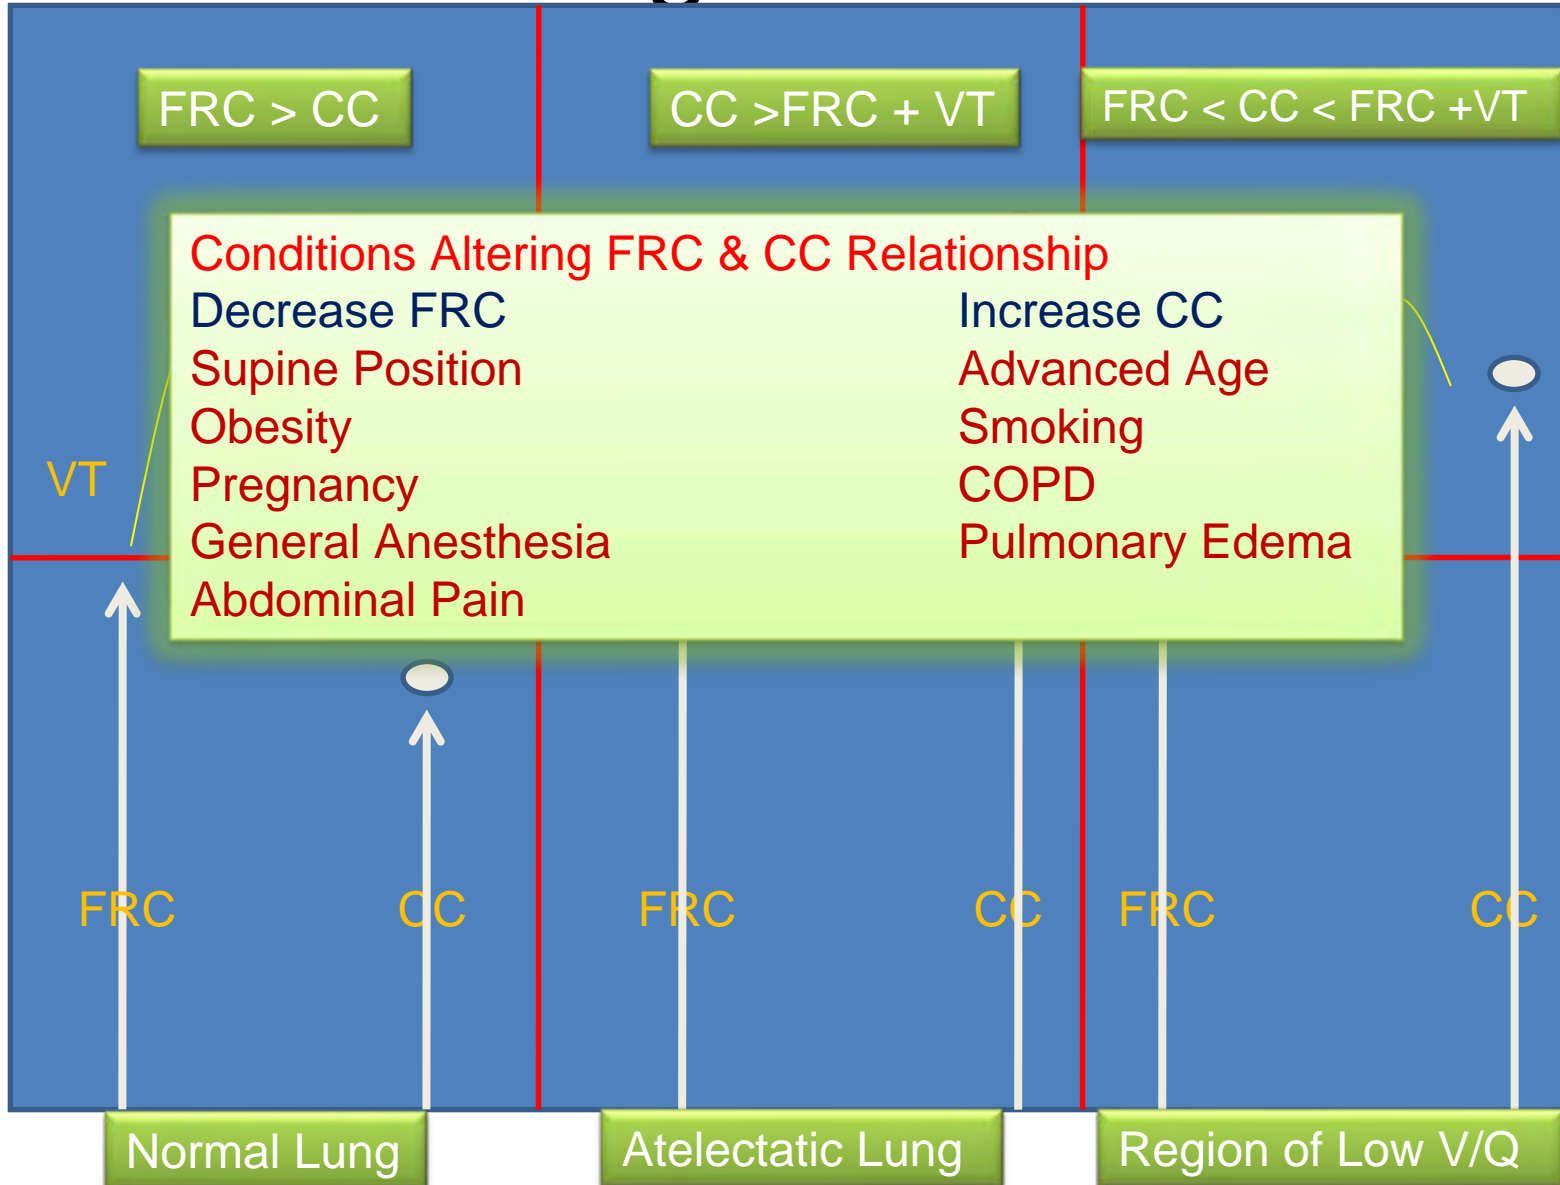 FRC > CC
CC >FRC + VT
FRC < CC < FRC +VT
Conditions Altering FRC & CC Relationship
Decrease FRC Increase CC
Supine Position Advanced Age
Obesity Smoking
Pregnancy COPD
General Anesthesia Pulmonary Edema
Abdominal Pain
VT
FRC CC FRC CC FRC CC
Normal Lung
Atelectatic Lung
Region of Low V/Q